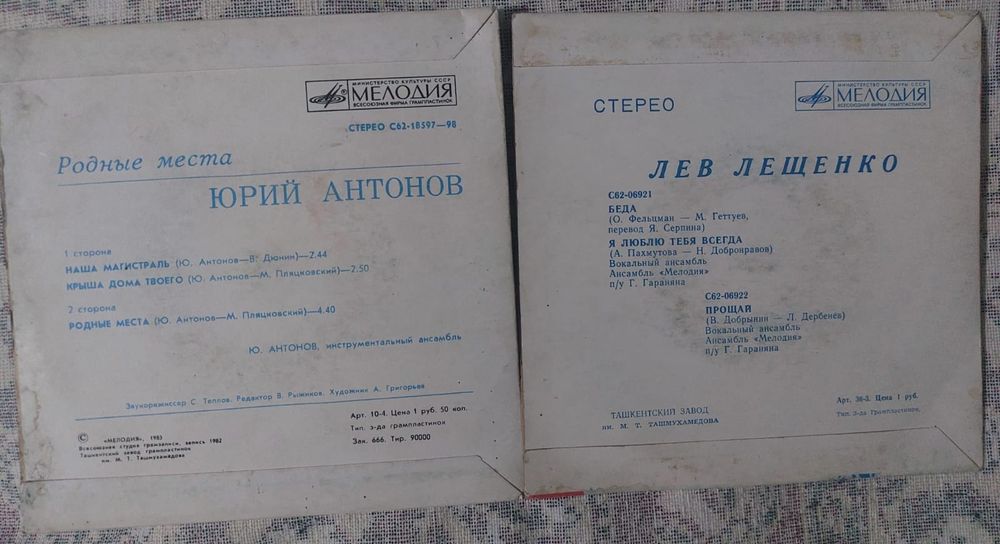 МИНИСТЕРСТВО КУЛЬТУРЫ СССР
МЕЛОДИЯ
ВСЕСОЮЗНАЯ ФИРМА ГРАМПЛАСТИНОК
СТЕРЕО С62-18597—98
Родные места
ЮРИЙ АНТОНОВ
1 сторона
НАША МАГИСТРАЛЬ (Ю. Антонов—В. Дюнин)—2.44
КРЫША ДОМА ТВОЕГО (Ю. Антонов—М. Пляцковский)—2.50
2 сторона
РОДНЫЕ МЕСТА (Ю. Антонов—М. Пляцковский)—4.40
Ю. АНТОНОВ, инструментальный ансамбль
Звукорежиссер С. Теплов. Редактор В. Рыжиков. Художник А. Григорьев
Арт. 10-4. Цена 1 руб. 50 коп.
Тип. з-да грампластинок
Зак. 666. Тир. 90000
© «МЕЛОДИЯ», 1983
Всесоюзная студия грамзаписи, запись 1982
Ташкентский завод грампластинок
им. М. Т. Ташмухамедова
МИНИСТЕРСТВО КУЛЬТУРЫ СССР
МЕЛОДИЯ
ВСЕСОЮЗНАЯ ФИРМА ГРАМПЛАСТИНОК
СТЕРЕО
ЛЕВ ЛЕЩЕНКО
С62-06921
БЕДА
(О. Фельцман — М. Геттуев,
перевод Я. Серпина)
Я ЛЮБЛЮ ТЕБЯ ВСЕГДА
(А. Пахмутова — Н. Добронравов)
Вокальный ансамбль
Ансамбль «Мелодия»
п/у Г. Гараняна
С62-06922
ПРОЩАЙ
(В. Добрынин — Л. Дербенев)
Вокальный ансамбль
Ансамбль «Мелодия»
п/у Г. Гараняна
ТАШКЕНТСКИЙ ЗАВОД
им. М. Т. ТАШМУХАМЕДОВА
Арт. 36-3. Цена 1 руб.
Тип. з-да грампластинок.